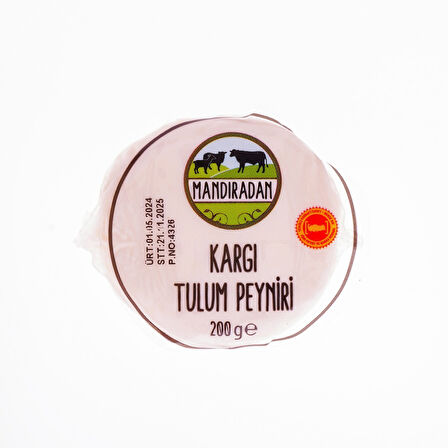 MANDIRADAN
ÜRT:01.05.2024
P.NO:4326
KARGI
TULUM PEYNİRİ
200 g e